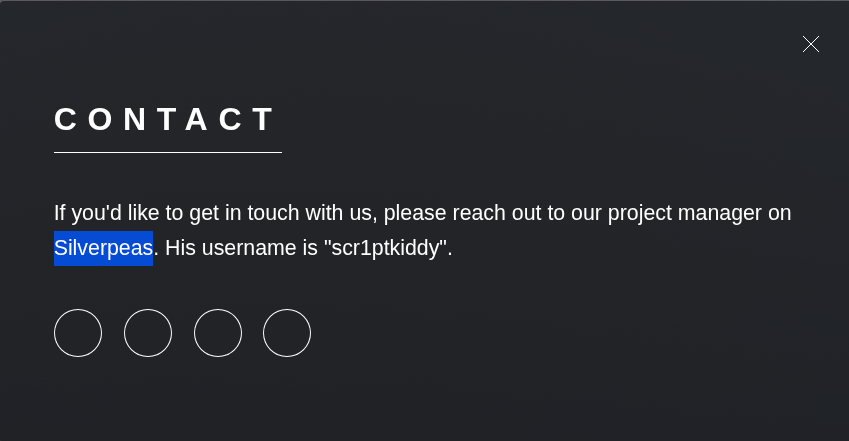 CONTACT
If you'd like to get in touch with us, please reach out to our project manager on
Silverpeas. His username is "scr1ptkiddy".